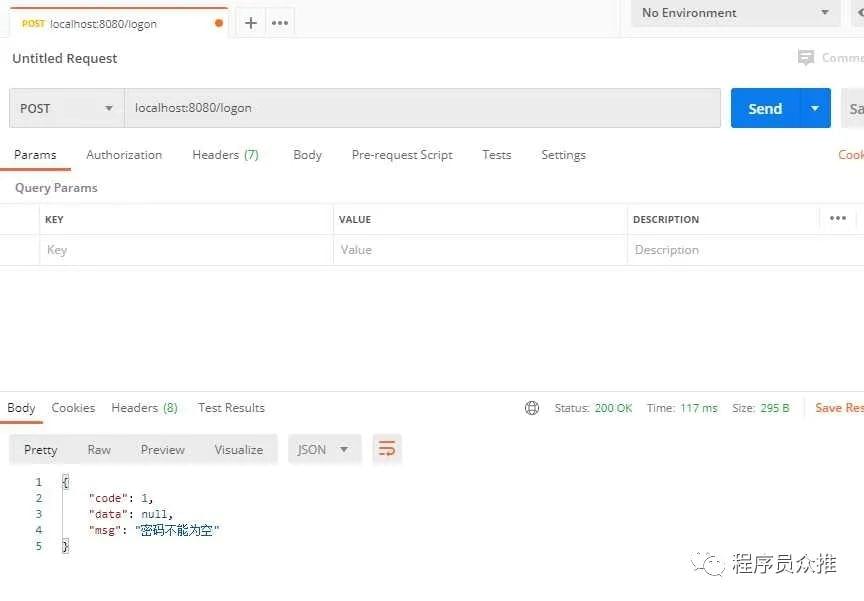 POST localhost:8080/logon
No Environment
Untitled Request
Comme
POST localhost:8080/logon Send Sa
Params Authorization Headers (7) Body Pre-request Script Tests Settings Cook
Query Params
KEY VALUE DESCRIPTION
Key Value Description
Body Cookies Headers (8) Test Results Status: 200 OK Time: 117 ms Size: 295 B Save Res
Pretty Raw Preview Visualize JSON
1 {
2 "code": 1,
3 "data": null,
4 "msg": "密码不能为空"
5 }
程序员众推